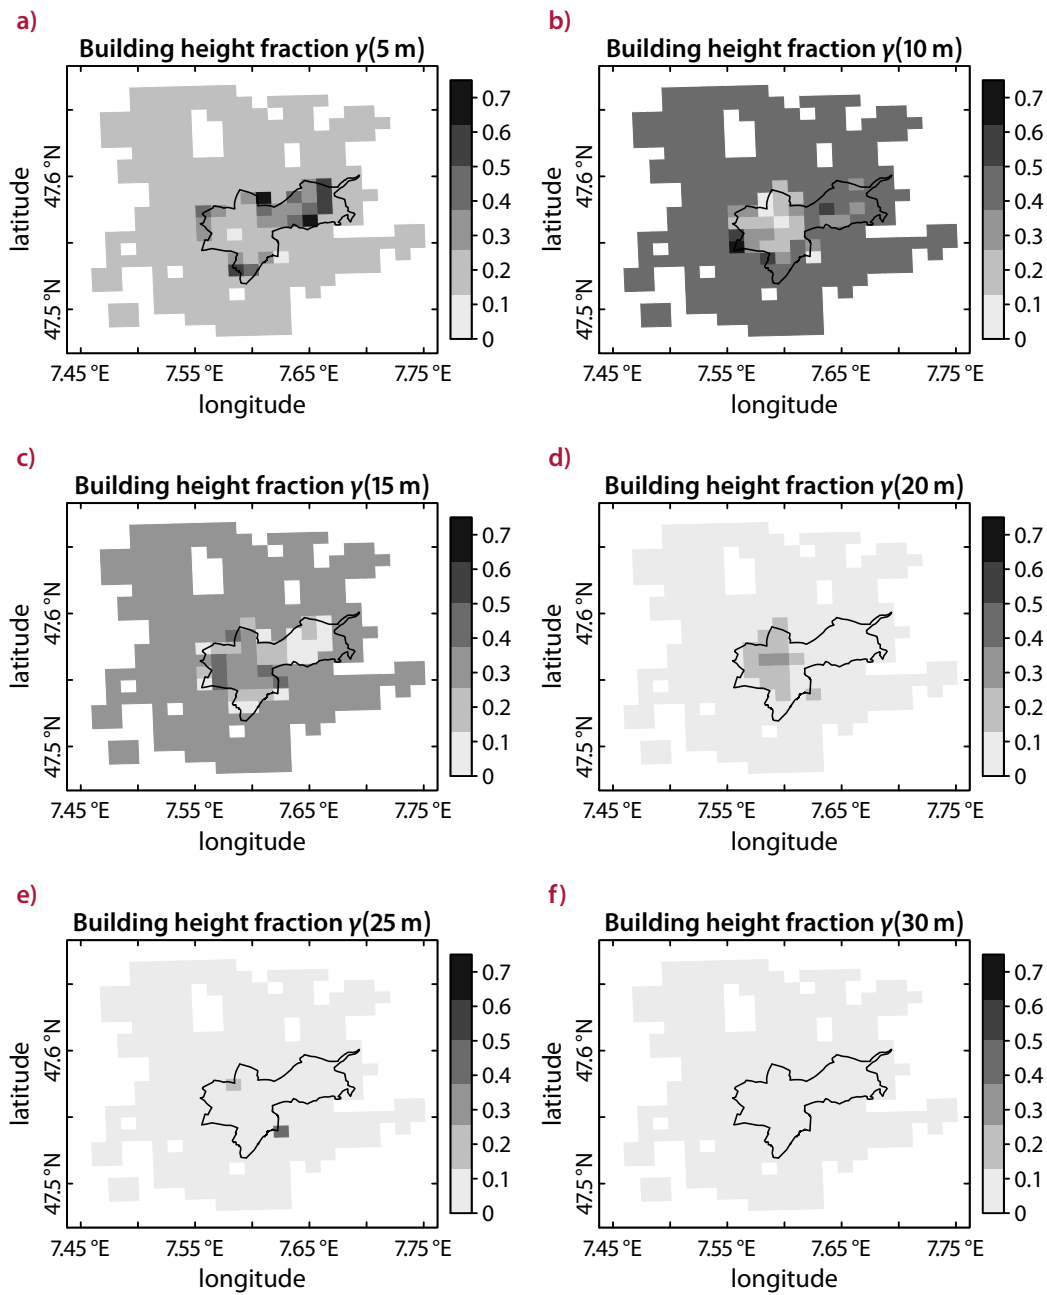 a)
Building height fraction γ(5 m)
latitude
47.6 °N
47.5 °N
7.45 °E 7.55 °E 7.65 °E 7.75 °E
longitude
0.7
0.6
0.5
0.4
0.3
0.2
0.1
0
b)
Building height fraction γ(10 m)
latitude
47.6 °N
47.5 °N
7.45 °E 7.55 °E 7.65 °E 7.75 °E
longitude
0.7
0.6
0.5
0.4
0.3
0.2
0.1
0
c)
Building height fraction γ(15 m)
latitude
47.6 °N
47.5 °N
7.45 °E 7.55 °E 7.65 °E 7.75 °E
longitude
0.7
0.6
0.5
0.4
0.3
0.2
0.1
0
d)
Building height fraction γ(20 m)
latitude
47.6 °N
47.5 °N
7.45 °E 7.55 °E 7.65 °E 7.75 °E
longitude
0.7
0.6
0.5
0.4
0.3
0.2
0.1
0
e)
Building height fraction γ(25 m)
latitude
47.6 °N
47.5 °N
7.45 °E 7.55 °E 7.65 °E 7.75 °E
longitude
0.7
0.6
0.5
0.4
0.3
0.2
0.1
0
f)
Building height fraction γ(30 m)
latitude
47.6 °N
47.5 °N
7.45 °E 7.55 °E 7.65 °E 7.75 °E
longitude
0.7
0.6
0.5
0.4
0.3
0.2
0.1
0